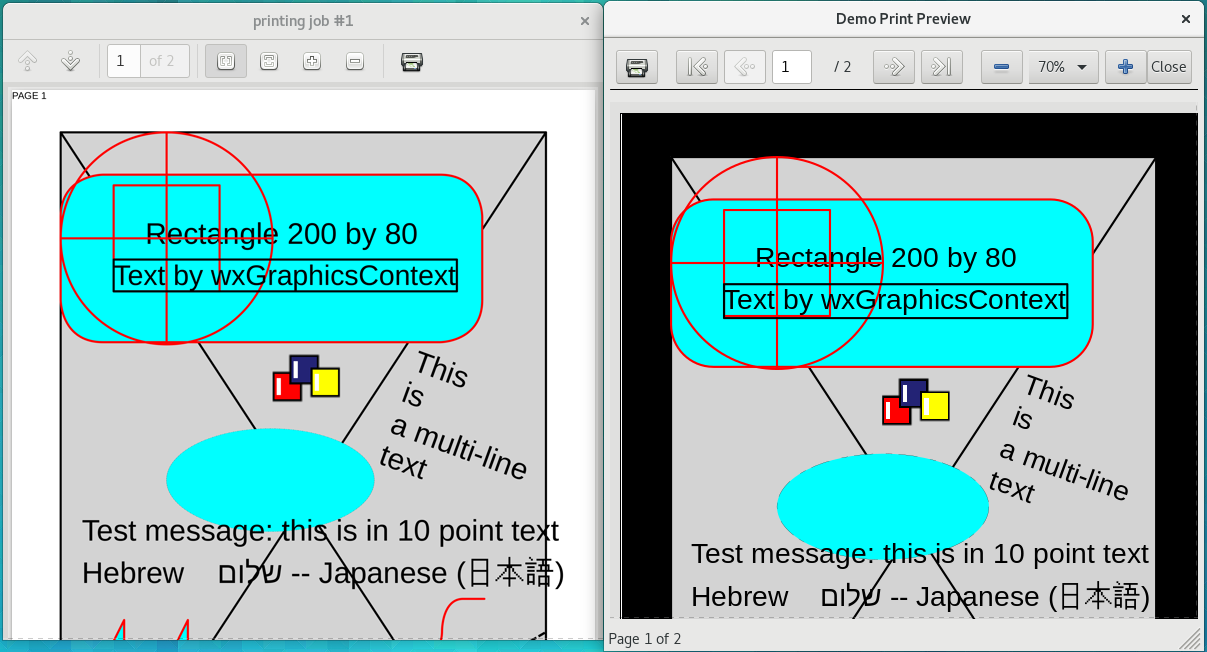 printing job #1
×
1
of 2
PAGE 1
Rectangle 200 by 80
Text by wxGraphicsContext
This
is
a multi-line
text
Test message: this is in 10 point text
Hebrew שלום -- Japanese (日本語)
Demo Print Preview
×
1
/ 2
70%
Close
Rectangle 200 by 80
Text by wxGraphicsContext
This
is
a multi-line
text
Test message: this is in 10 point text
Hebrew שלום -- Japanese (日本語)
Page 1 of 2